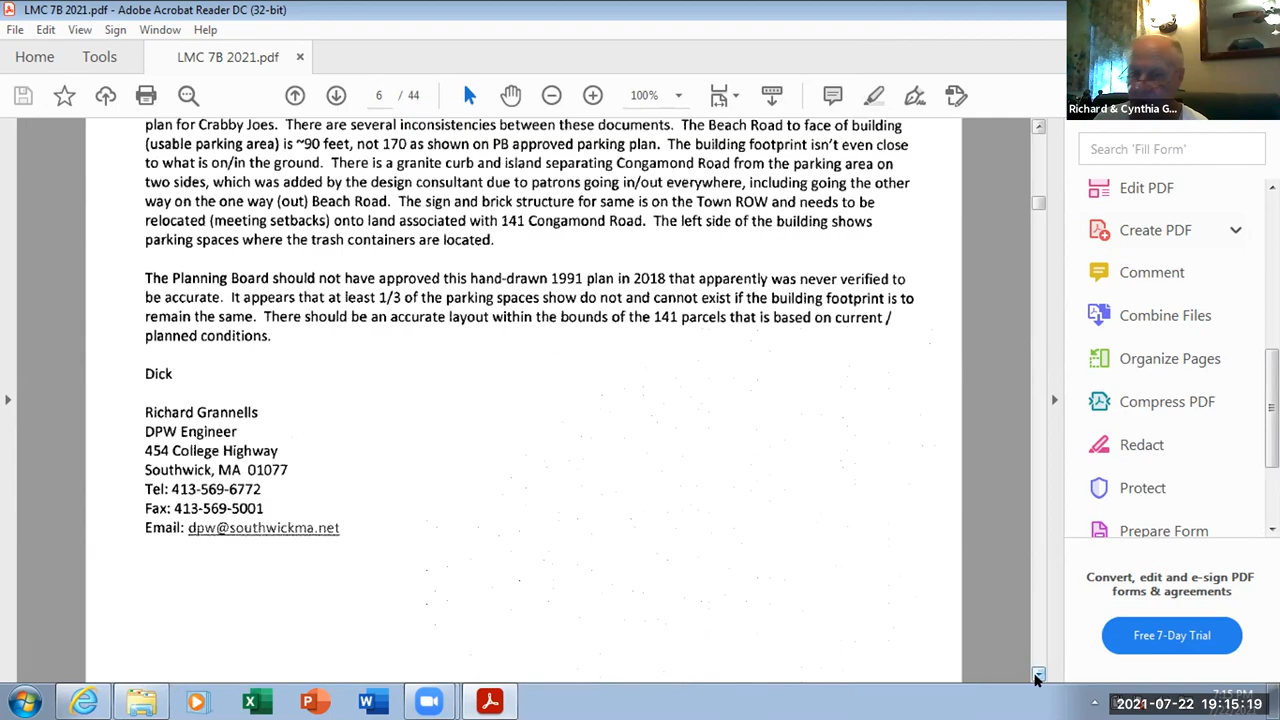 LMC 7B 2021.pdf - Adobe Acrobat Reader DC (32-bit)
File Edit View Sign Window Help
Home Tools LMC 7B 2021.pdf ×
6 / 44 100%
Richard & Cynthia G...
plan for Crabby Joes. There are several inconsistencies between these documents. The Beach Road to face of building
(usable parking area) is ~90 feet, not 170 as shown on PB approved parking plan. The building footprint isn't even close
to what is on/in the ground. There is a granite curb and island separating Congamond Road from the parking area on
two sides, which was added by the design consultant due to patrons going in/out everywhere, including going the other
way on the one way (out) Beach Road. The sign and brick structure for same is on the Town ROW and needs to be
relocated (meeting setbacks) onto land associated with 141 Congamond Road. The left side of the building shows
parking spaces where the trash containers are located.
The Planning Board should not have approved this hand-drawn 1991 plan in 2018 that apparently was never verified to
be accurate. It appears that at least 1/3 of the parking spaces show do not and cannot exist if the building footprint is to
remain the same. There should be an accurate layout within the bounds of the 141 parcels that is based on current /
planned conditions.
Dick
Richard Grannells
DPW Engineer
454 College Highway
Southwick, MA 01077
Tel: 413-569-6772
Fax: 413-569-5001
Email: dpw@southwickma.net
Search 'Fill Form'
Edit PDF
Create PDF
Comment
Combine Files
Organize Pages
Compress PDF
Redact
Protect
Prepare Form
Convert, edit and e-sign PDF
forms & agreements
Free 7-Day Trial
7:15 PM
2021-07-22 19:15:19